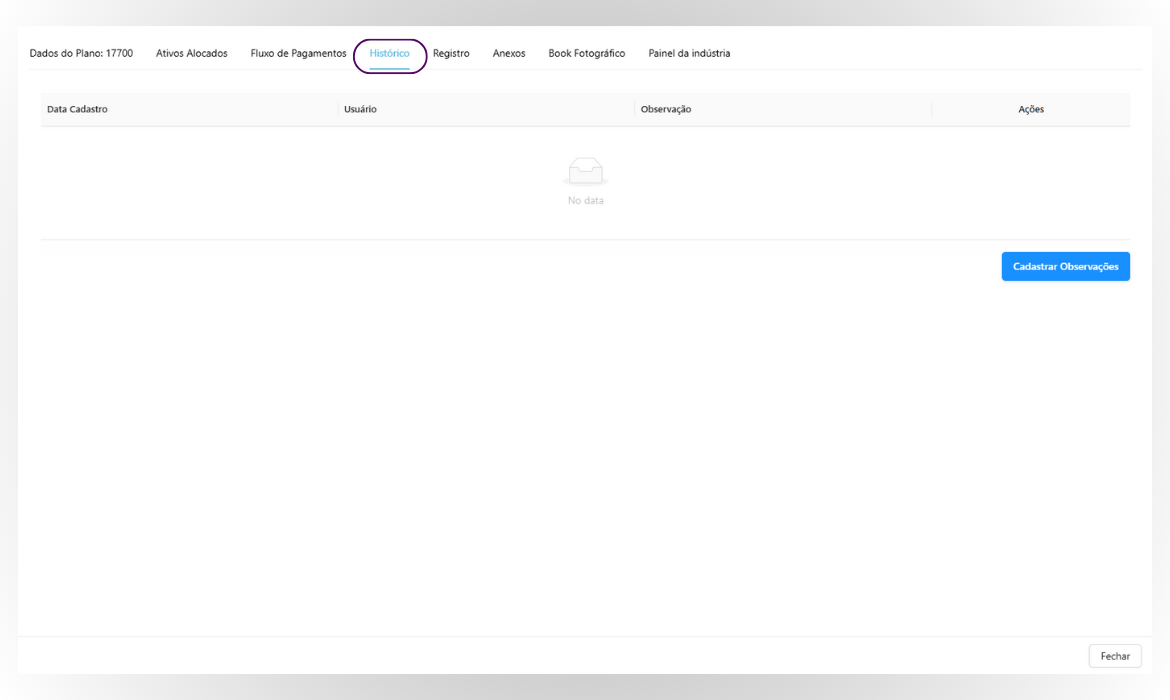 Dados do Plano: 17700 Ativos Alocados Fluxo de Pagamentos Histórico Registro Anexos Book Fotográfico Painel da indústria
Data Cadastro Usuário Observação Ações
No data
Cadastrar Observações
Fechar